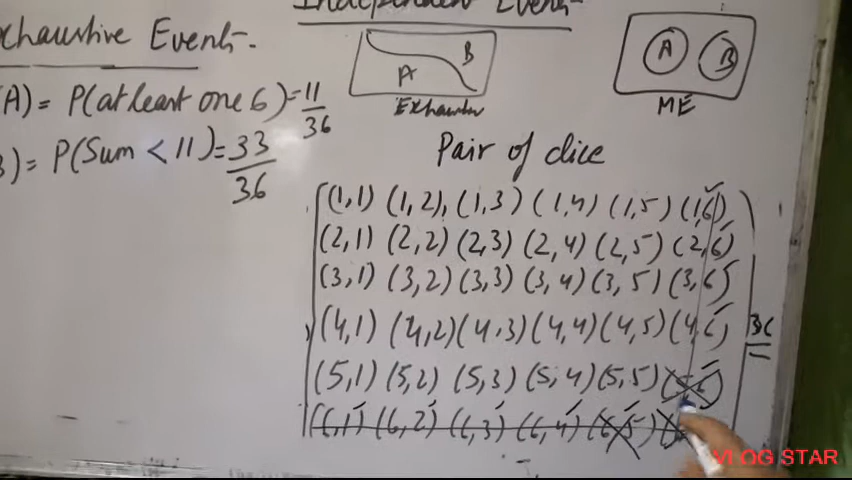 Independent Event
Exhaustive Event
A
B
Exhaustive
A
B
ME
A) = P(at least one 6) = 11/36
B) = P(Sum < 11) = 33/36
Pair of dice
(1,1) (1,2), (1,3) (1,4) (1,5) (1,6)
(2,1) (2,2) (2,3) (2,4) (2,5) (2,6)
(3,1) (3,2) (3,3) (3,4) (3,5) (3,6)
(4,1) (4,2) (4,3) (4,4) (4,5) (4,6)
36
(5,1) (5,2) (5,3) (5,4) (5,5) (5,6)
(6,1) (6,2) (6,3) (6,4) (6,5)
VLOG STAR